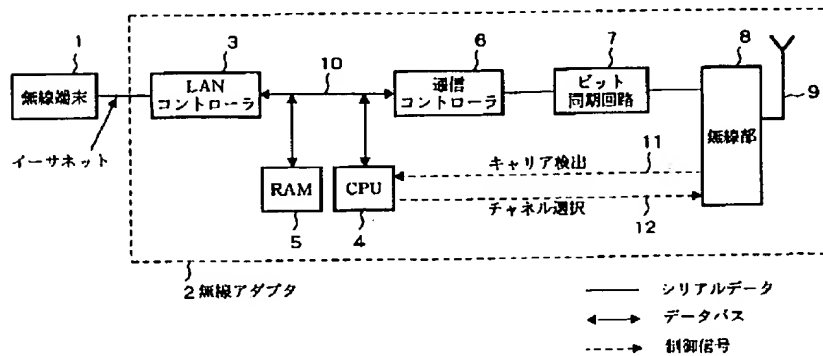 1
無線端末
イーサネット
3
LAN
コントローラ
10
6
通信
コントローラ
7
ビット
同期回路
8
無線部
9
RAM
5
CPU
4
キャリア検出
11
チャネル選択
12
2 無線アダプタ
シリアルデータ
データバス
制御信号